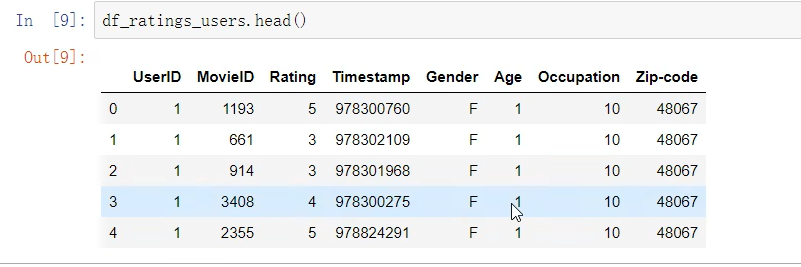 In [9]: df_ratings_users.head()
Out[9]:
UserID MovieID Rating Timestamp Gender Age Occupation Zip-code
0 1 1193 5 978300760 F 1 10 48067
1 1 661 3 978302109 F 1 10 48067
2 1 914 3 978301968 F 1 10 48067
3 1 3408 4 978300275 F 1 10 48067
4 1 2355 5 978824291 F 1 10 48067